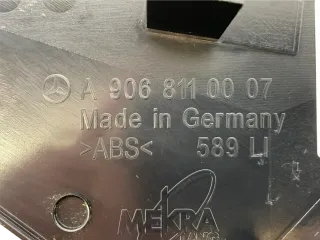 A 906 811 00 07
Made in Germany
>ABS< 589 LI
MEKRA